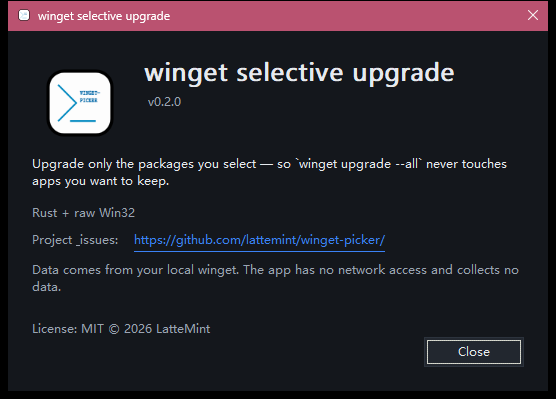 winget selective upgrade
winget selective upgrade
v0.2.0
WINGET-
PICKER
Upgrade only the packages you select — so `winget upgrade --all` never touches
apps you want to keep.
Rust + raw Win32
Project _issues: https://github.com/lattemint/winget-picker/
Data comes from your local winget. The app has no network access and collects no
data.
License: MIT © 2026 LatteMint
Close